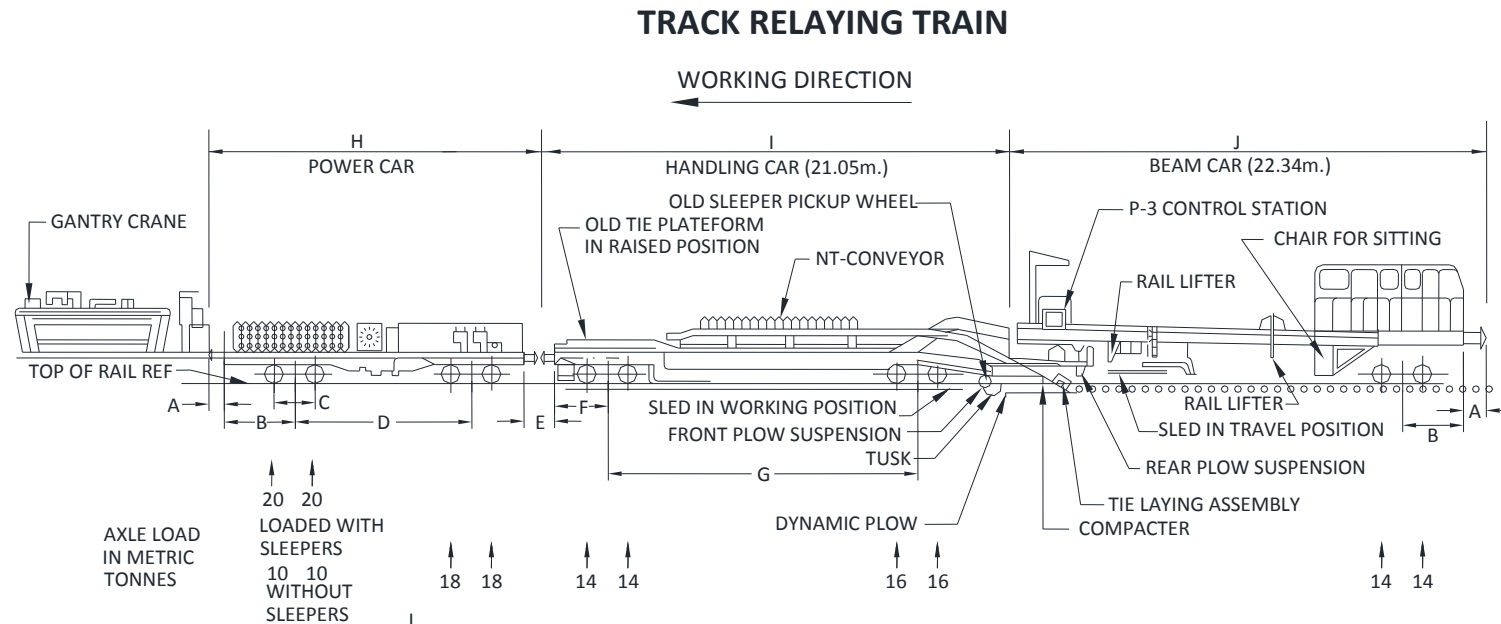 TRACK RELAYING TRAIN
WORKING DIRECTION
H
I
J
POWER CAR
HANDLING CAR (21.05m.)
BEAM CAR (22.34m.)
GANTRY CRANE
OLD SLEEPER PICKUP WHEEL
OLD TIE PLATEFORM
IN RAISED POSITION
NT-CONVEYOR
P-3 CONTROL STATION
CHAIR FOR SITTING
RAIL LIFTER
TOP OF RAIL REF
A
B
C
D
E
F
G
SLED IN WORKING POSITION
FRONT PLOW SUSPENSION
TUSK
DYNAMIC PLOW
RAIL LIFTER
SLED IN TRAVEL POSITION
REAR PLOW SUSPENSION
TIE LAYING ASSEMBLY
COMPACTER
A
B
AXLE LOAD
IN METRIC
TONNES
20 20
LOADED WITH
SLEEPERS
10 10
WITHOUT
SLEEPERS
18 18
14 14
16 16
14 14